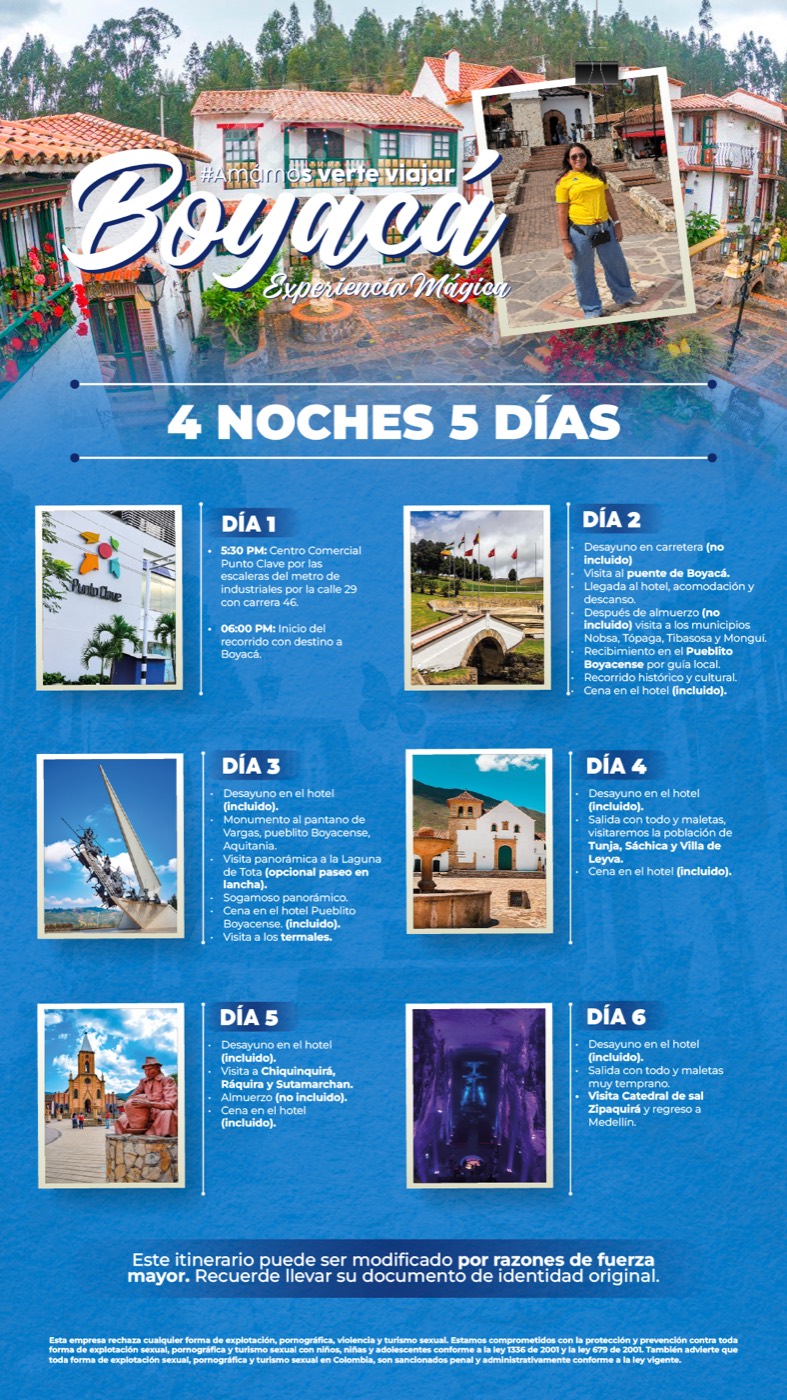 #Amamos verte viajar
Boyacá
Experiencia Mágica
4 NOCHES 5 DÍAS
Punto Clave
DÍA 1
• 5:30 PM: Centro Comercial
Punto Clave por las
escaleras del metro de
industriales por la calle 29
con carrera 46.
• 06:00 PM: Inicio del
recorrido con destino a
Boyacá.
DÍA 2
• Desayuno en carretera (no
incluido)
• Visita al puente de Boyacá.
• Llegada al hotel, acomodación y
descanso.
• Después de almuerzo (no
incluido) visita a los municipios
Nobsa, Tópaga, Tibasosa y Monguí.
• Recibimiento en el Pueblito
Boyacense por guía local.
• Recorrido histórico y cultural.
• Cena en el hotel (incluido).
DÍA 3
• Desayuno en el hotel
(incluido).
• Monumento al pantano de
Vargas, pueblito Boyacense,
Aquitania.
• Visita panorámica a la Laguna
de Tota (opcional paseo en
lancha).
• Sogamoso panorámico.
• Cena en el hotel Pueblito
Boyacense. (incluido).
• Visita a los termales.
DÍA 4
• Desayuno en el hotel
(incluido).
• Salida con todo y maletas,
visitaremos la población de
Tunja, Sáchica y Villa de
Leyva.
• Cena en el hotel (incluido).
DÍA 5
• Desayuno en el hotel
(incluido).
• Visita a Chiquinquirá,
Ráquira y Sutamarchan.
• Almuerzo (no incluido).
• Cena en el hotel
(incluido).
DÍA 6
• Desayuno en el hotel
(incluido).
• Salida con todo y maletas
muy temprano.
• Visita Catedral de sal
Zipaquirá y regreso a
Medellín.
Este itinerario puede ser modificado por razones de fuerza
mayor. Recuerde llevar su documento de identidad original.
Esta empresa rechaza cualquier forma de explotación, pornográfica, violencia y turismo sexual. Estamos comprometidos con la protección y prevención contra toda
forma de explotación sexual, pornográfica y turismo sexual con niños, niñas y adolescentes conforme a la ley 1336 de 2001 y la ley 679 de 2001. También advierte que
toda forma de explotación sexual, pornográfica y turismo sexual en Colombia, son sancionados penal y administrativamente conforme a la ley vigente.